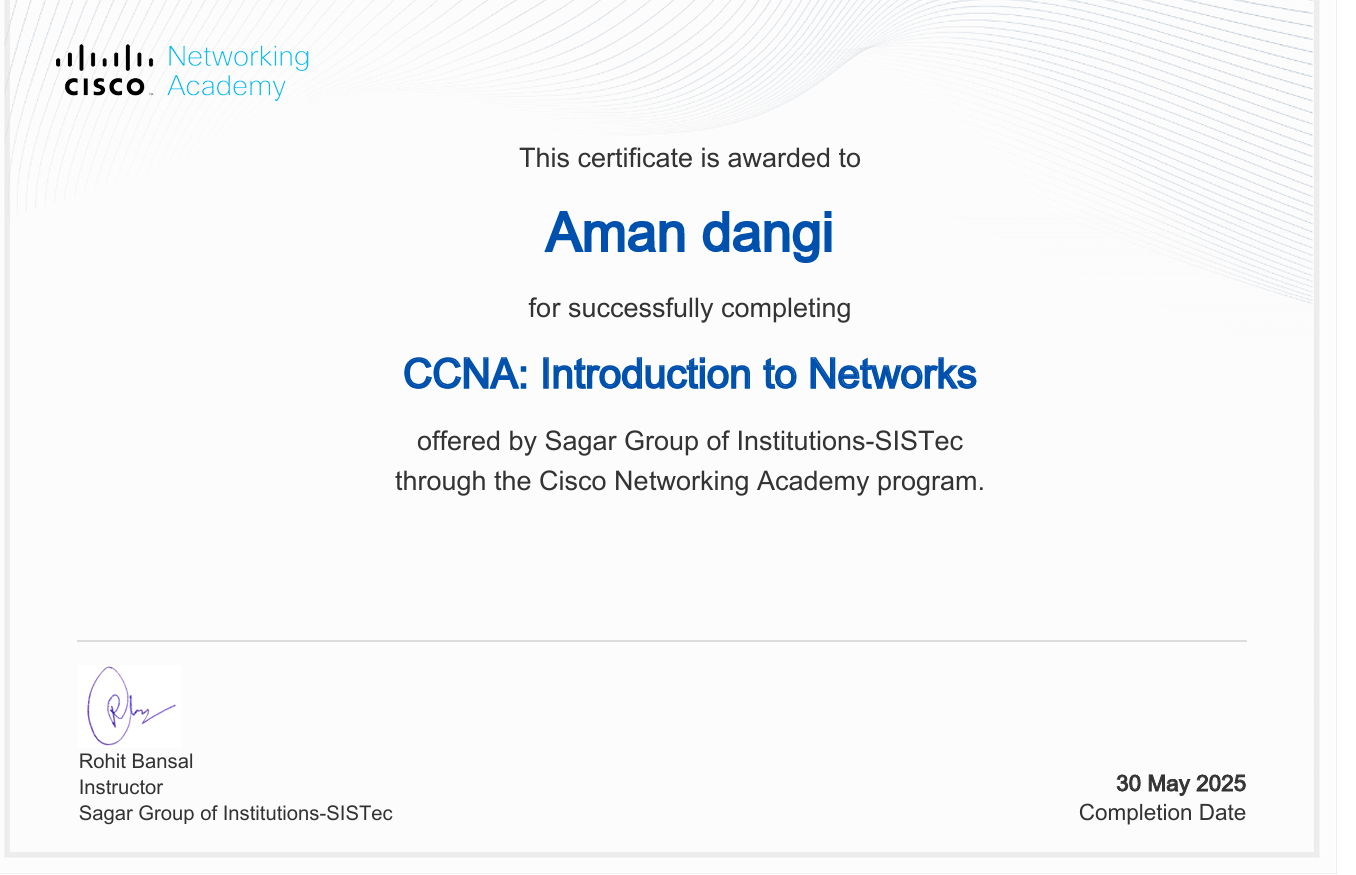 CISCO Networking
Academy
This certificate is awarded to
Aman dangi
for successfully completing
CCNA: Introduction to Networks
offered by Sagar Group of Institutions-SISTec
through the Cisco Networking Academy program.
Rohit Bansal
Instructor
Sagar Group of Institutions-SISTec
30 May 2025
Completion Date